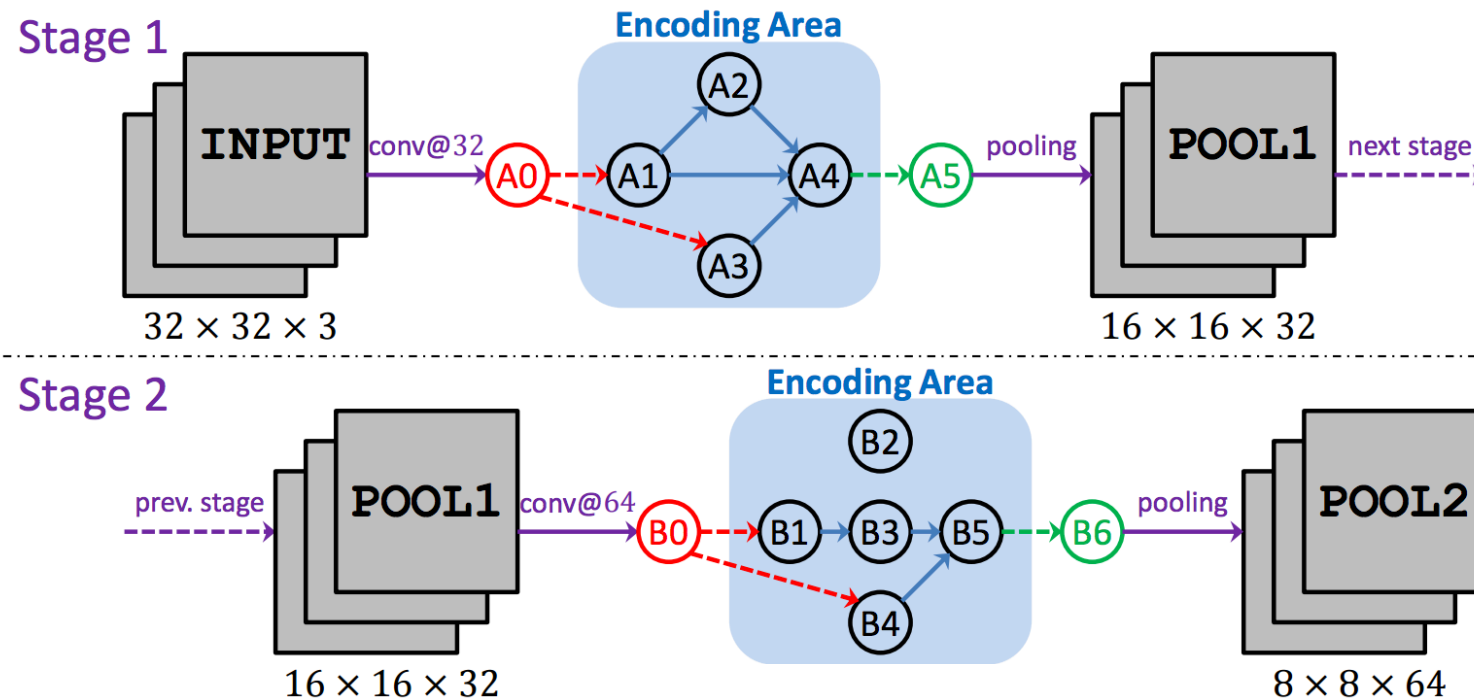 Stage 1
Encoding Area
INPUT
conv@32
A0
A1
A2
A3
A4
A5
pooling
POOL1
next stage
32 × 32 × 3
16 × 16 × 32
Stage 2
Encoding Area
prev. stage
POOL1
conv@64
B0
B1
B2
B3
B4
B5
B6
pooling
POOL2
16 × 16 × 32
8 × 8 × 64